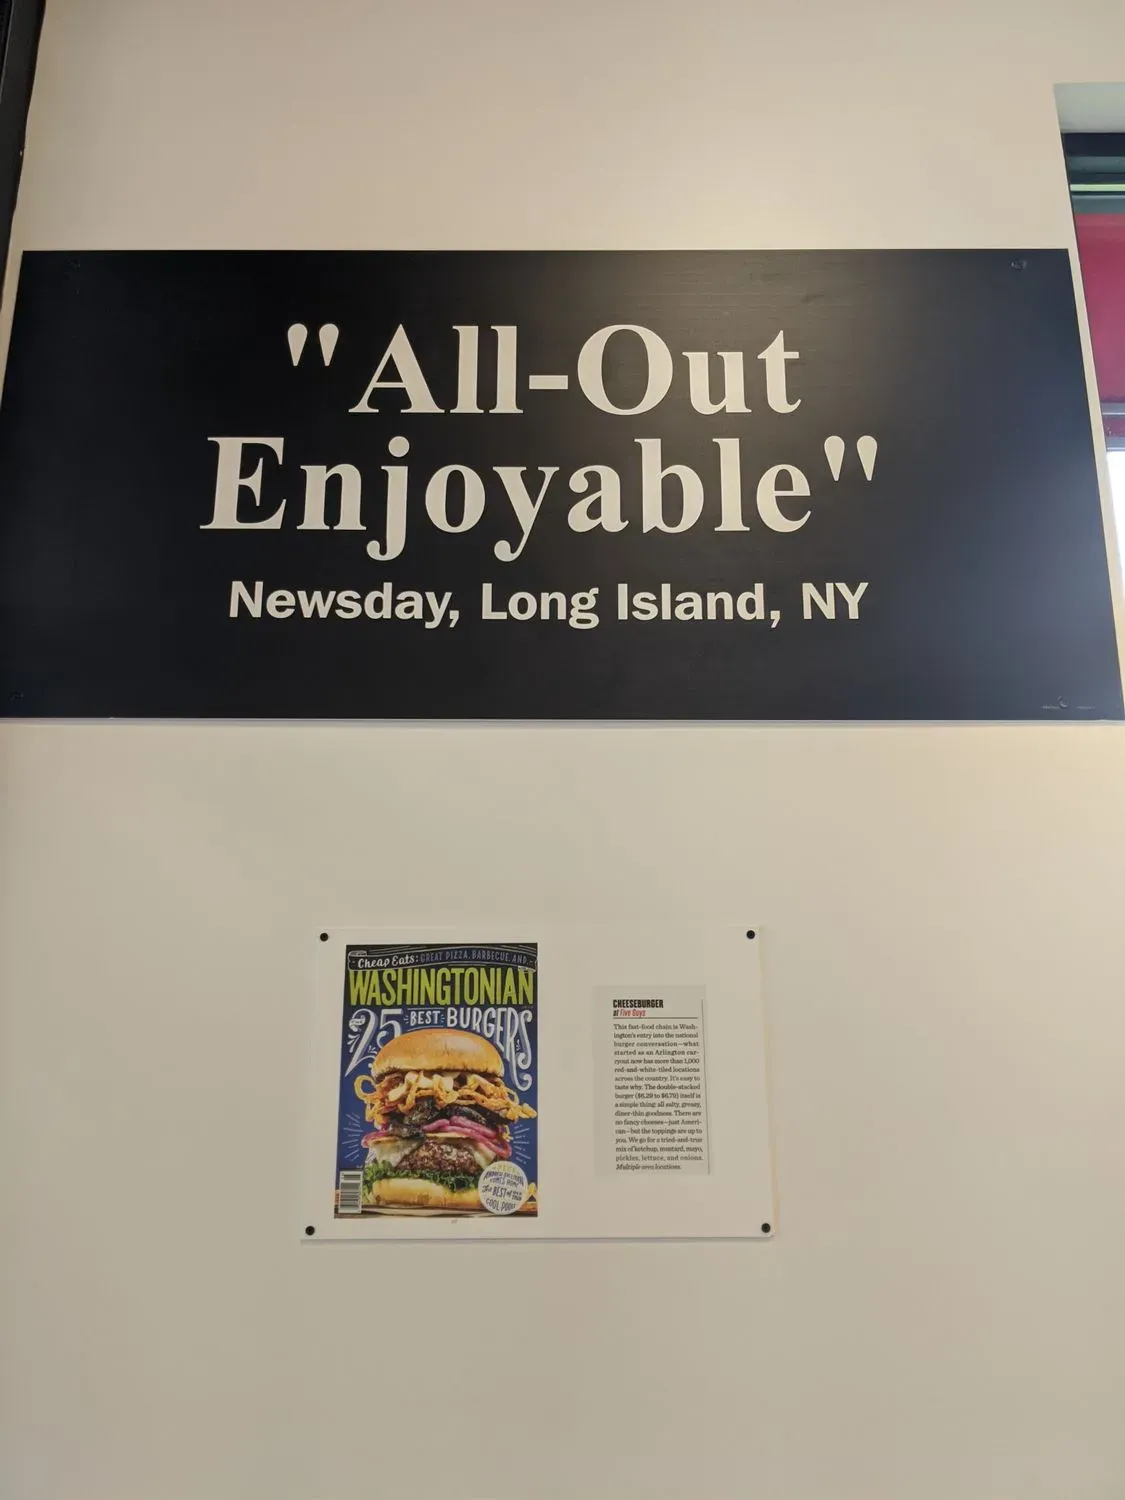 "All-Out
Enjoyable"
Newsday, Long Island, NY
Cheap Eats: GREAT PIZZA, BARBECUE, AND
WASHINGTONIAN
THE
25 BEST BURGERS
CHEESEBURGER
at Five Guys
This fast-food chain is Wash-
ington's entry into the national
burger conversation—what
started as an Arlington car-
ryout now has more than 1,000
red-and-white-tiled locations
across the country. It's easy to
taste why. The double-stacked
burger ($6.29 to $6.79) itself is
a simple thing: all salty, greasy,
diner-thin goodness. There are
no fancy cheeses—just Ameri-
can—but the toppings are up to
you. We go for a tried-and-true
mix of ketchup, mustard, mayo,
pickles, lettuce, and onions.
Multiple area locations.